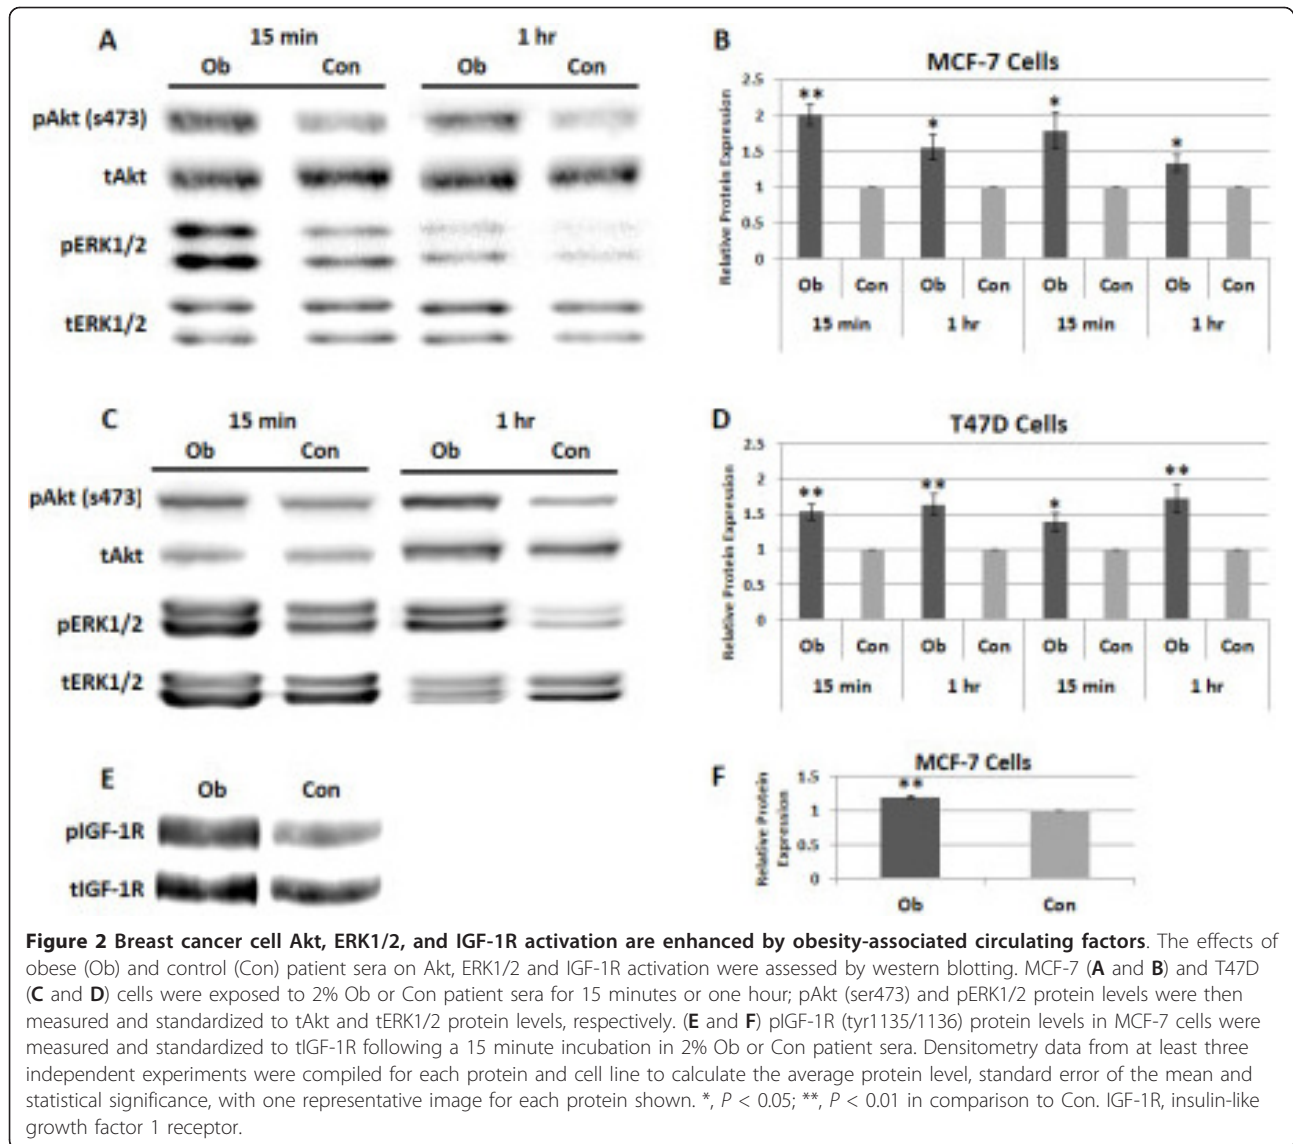 A
15 min
1 hr
Ob
Con
Ob
Con
pAkt (s473)
tAkt
pERK1/2
tERK1/2
B
MCF-7 Cells
Relative Protein Expression
2.5
2
1.5
1
0.5
0
**
*
*
*
Ob
Con
Ob
Con
Ob
Con
Ob
Con
15 min
1 hr
15 min
1 hr
C
15 min
1 hr
Ob
Con
Ob
Con
pAkt (s473)
tAkt
pERK1/2
tERK1/2
D
T47D Cells
Relative Protein Expression
2.5
2
1.5
1
0.5
0
**
**
*
**
Ob
Con
Ob
Con
Ob
Con
Ob
Con
15 min
1 hr
15 min
1 hr
E
Ob
Con
pIGF-1R
tIGF-1R
F
MCF-7 Cells
Relative Protein
Expression
1.5
1
0.5
0
**
Ob
Con
Figure 2 Breast cancer cell Akt, ERK1/2, and IGF-1R activation are enhanced by obesity-associated circulating factors. The effects of
obese (Ob) and control (Con) patient sera on Akt, ERK1/2 and IGF-1R activation were assessed by western blotting. MCF-7 (A and B) and T47D
(C and D) cells were exposed to 2% Ob or Con patient sera for 15 minutes or one hour; pAkt (ser473) and pERK1/2 protein levels were then
measured and standardized to tAkt and tERK1/2 protein levels, respectively. (E and F) pIGF-1R (tyr1135/1136) protein levels in MCF-7 cells were
measured and standardized to tIGF-1R following a 15 minute incubation in 2% Ob or Con patient sera. Densitometry data from at least three
independent experiments were compiled for each protein and cell line to calculate the average protein level, standard error of the mean and
statistical significance, with one representative image for each protein shown. *, P < 0.05; **, P < 0.01 in comparison to Con. IGF-1R, insulin-like
growth factor 1 receptor.